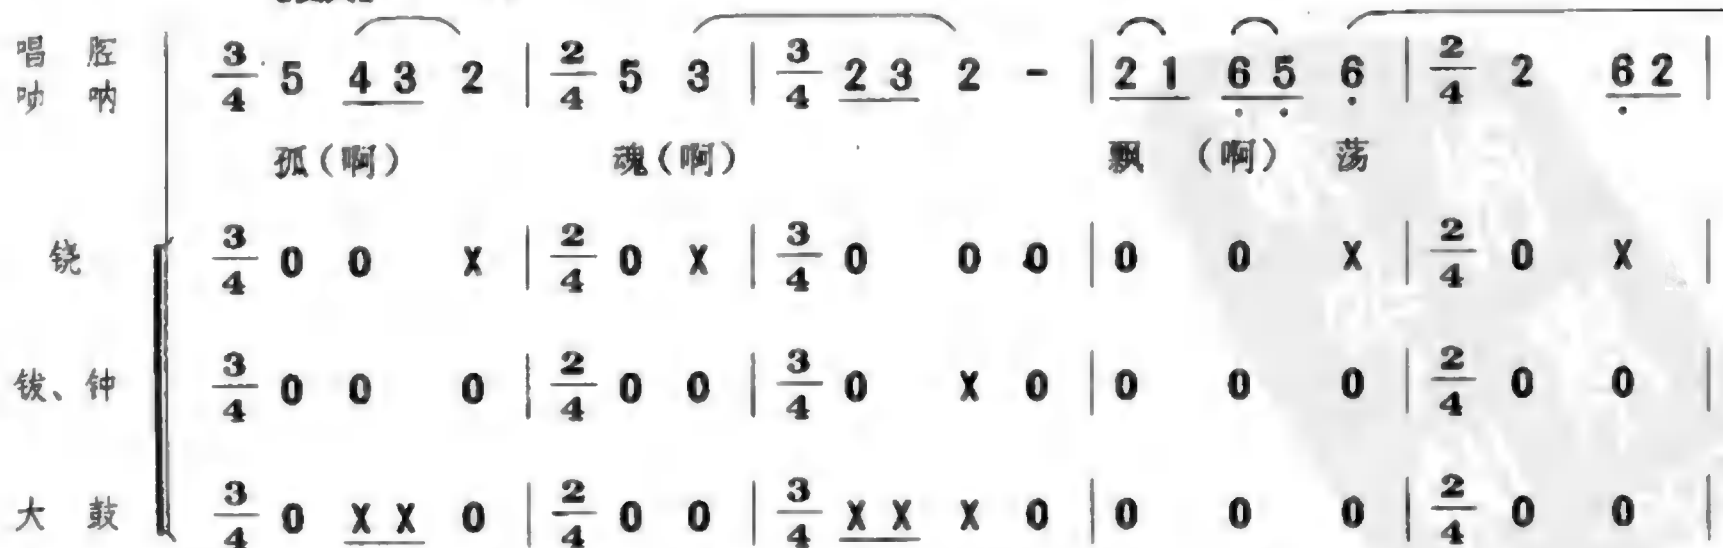 唱腔 3/4 5 4 3 2 | 2/4 5 3 | 3/4 2 3 2 - | 2 1 6̣ 5̣ 6̣ | 2/4 2 6̣ 2 |
唢呐
孤(啊) 魂(啊) 飘 (啊) 荡
铙 3/4 0 0 X | 2/4 0 X | 3/4 0 0 0 | 0 0 X | 2/4 0 X |
钹、钟 3/4 0 0 0 | 2/4 0 0 | 3/4 0 X 0 | 0 0 0 | 2/4 0 0 |
大鼓 3/4 0 X X 0 | 2/4 0 0 | 3/4 X X X 0 | 0 0 0 | 2/4 0 0 |